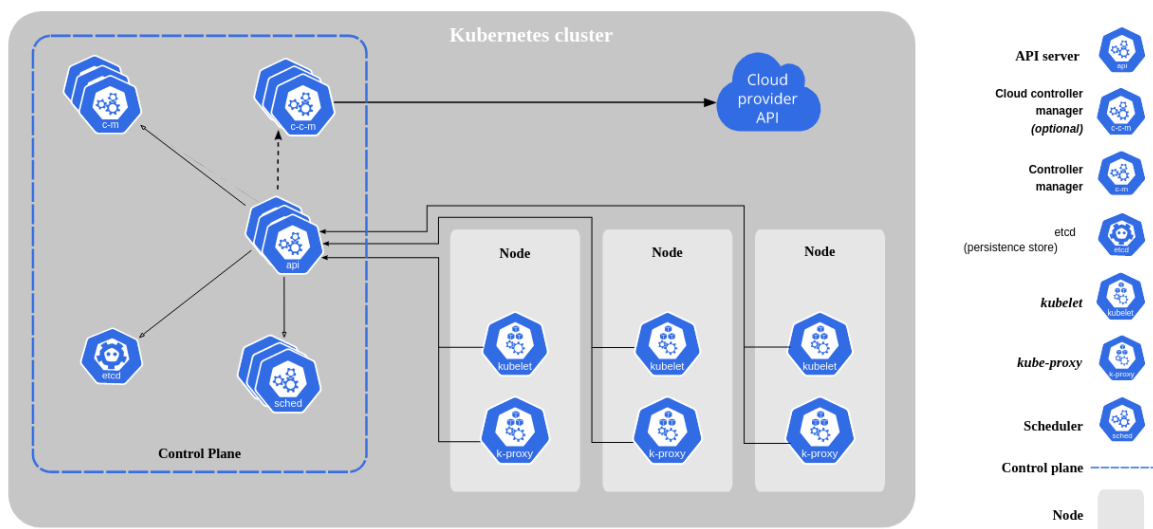 Kubernetes cluster
c-m
c-c-m
Cloud
provider
API
api
etcd
sched
Control Plane
Node
kubelet
k-proxy
Node
kubelet
k-proxy
Node
kubelet
k-proxy
API server
api
Cloud controller
manager
(optional)
c-c-m
Controller
manager
c-m
etcd
(persistence store)
etcd
kubelet
kubelet
kube-proxy
k-proxy
Scheduler
sched
Control plane
Node